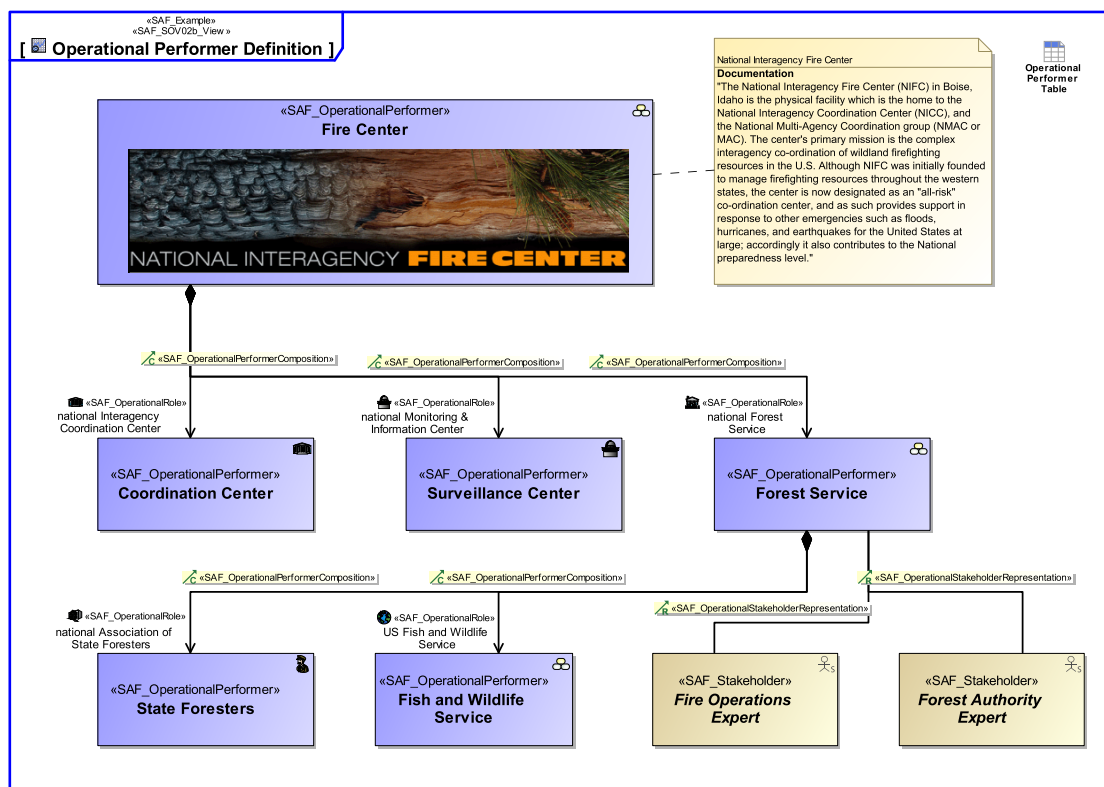 «SAF_Example»
«SAF_SOV02b_View »
[ Operational Performer Definition ]
National Interagency Fire Center
Documentation
"The National Interagency Fire Center (NIFC) in Boise,
Idaho is the physical facility which is the home to the
National Interagency Coordination Center (NICC), and
the National Multi-Agency Coordination group (NMAC or
MAC). The center's primary mission is the complex
interagency co-ordination of wildland firefighting
resources in the U.S. Although NIFC was initially founded
to manage firefighting resources throughout the western
states, the center is now designated as an "all-risk"
co-ordination center, and as such provides support in
response to other emergencies such as floods,
hurricanes, and earthquakes for the United States at
large; accordingly it also contributes to the National
preparedness level."
Operational
Performer
Table
«SAF_OperationalPerformer»
Fire Center
NATIONAL INTERAGENCY FIRE CENTER
C «SAF_OperationalPerformerComposition»
C «SAF_OperationalPerformerComposition»
C «SAF_OperationalPerformerComposition»
«SAF_OperationalRole»
national Interagency
Coordination Center
«SAF_OperationalRole»
national Monitoring &
Information Center
«SAF_OperationalRole»
national Forest
Service
«SAF_OperationalPerformer»
Coordination Center
«SAF_OperationalPerformer»
Surveillance Center
«SAF_OperationalPerformer»
Forest Service
C «SAF_OperationalPerformerComposition»
C «SAF_OperationalPerformerComposition»
R «SAF_OperationalStakeholderRepresentation»
R «SAF_OperationalStakeholderRepresentation»
«SAF_OperationalRole»
national Association of
State Foresters
«SAF_OperationalRole»
US Fish and Wildlife
Service
«SAF_OperationalPerformer»
State Foresters
«SAF_OperationalPerformer»
Fish and Wildlife
Service
S
«SAF_Stakeholder»
Fire Operations
Expert
S
«SAF_Stakeholder»
Forest Authority
Expert